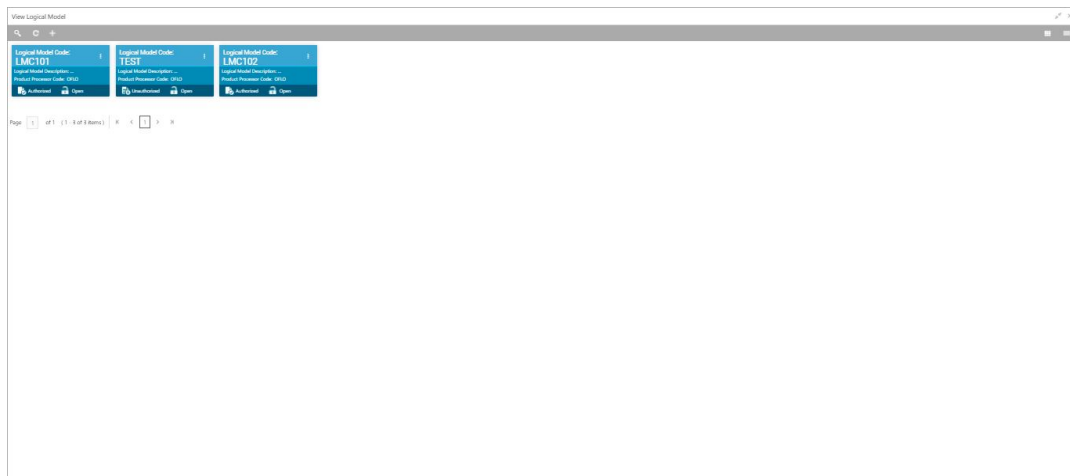 View Logical Model
Logical Model Code:
LMC101
Logical Model Description: ...
Product Processor Code: OFLO
Authorized Open
Logical Model Code:
TEST
Logical Model Description: ...
Product Processor Code: OFLO
Unauthorized Open
Logical Model Code:
LMC102
Logical Model Description: ...
Product Processor Code: OFLO
Authorized Open
Page 1 of 1 ( 1 - 3 of 3 items ) 1